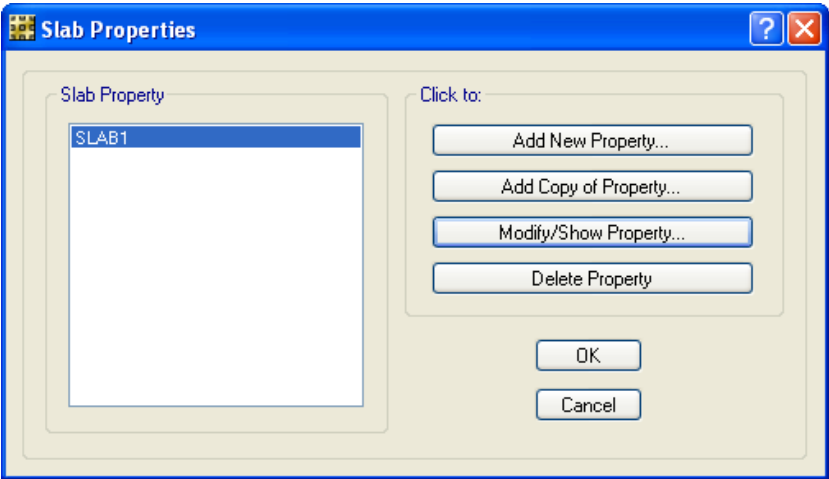 Slab Properties
Slab Property
SLAB1
Click to:
Add New Property...
Add Copy of Property...
Modify/Show Property...
Delete Property
OK
Cancel